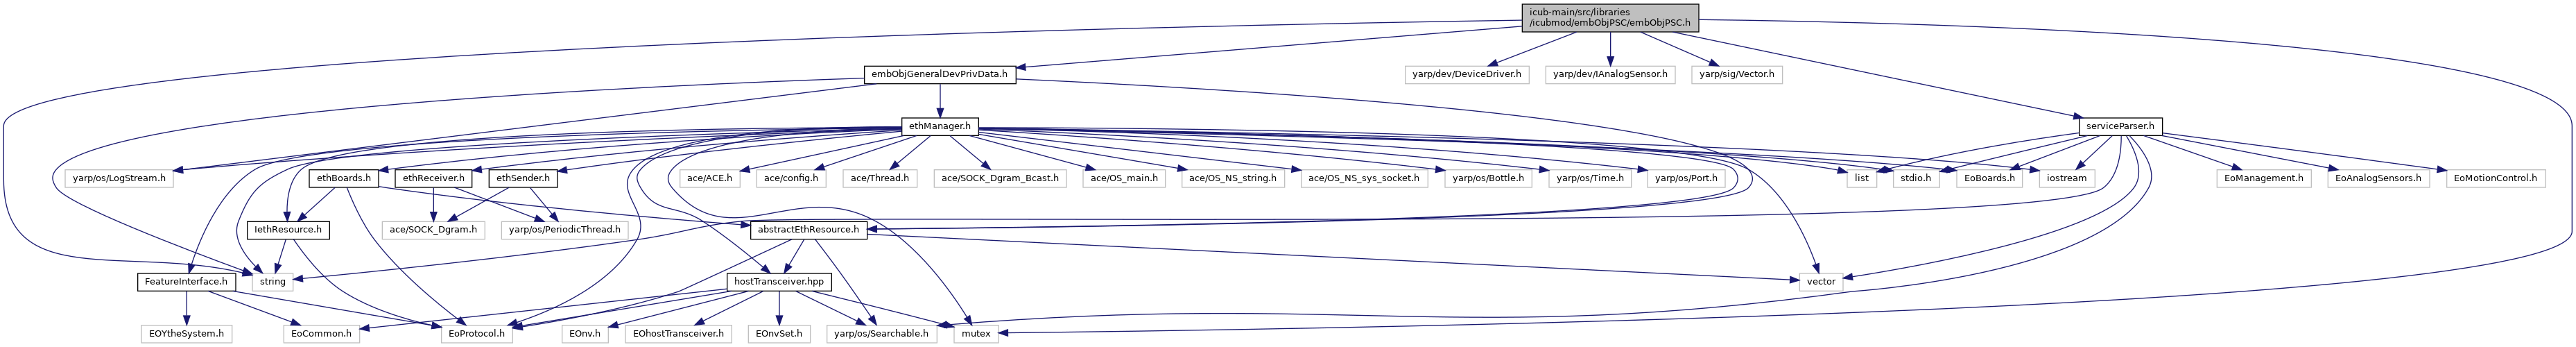 icub-main/src/libraries
/icubmod/embObjPSC/embObjPSC.h
embObjGeneralDevPrivData.h
yarp/dev/DeviceDriver.h
yarp/dev/IAnalogSensor.h
yarp/sig/Vector.h
ethManager.h
serviceParser.h
yarp/os/LogStream.h
ethBoards.h
ethReceiver.h
ethSender.h
ace/ACE.h
ace/config.h
ace/Thread.h
ace/SOCK_Dgram_Bcast.h
ace/OS_main.h
ace/OS_NS_string.h
ace/OS_NS_sys_socket.h
yarp/os/Bottle.h
yarp/os/Time.h
yarp/os/Port.h
list
stdio.h
EoBoards.h
iostream
EoManagement.h
EoAnalogSensors.h
EoMotionControl.h
IethResource.h
ace/SOCK_Dgram.h
yarp/os/PeriodicThread.h
abstractEthResource.h
FeatureInterface.h
string
hostTransceiver.hpp
vector
EOYtheSystem.h
EoCommon.h
EoProtocol.h
EOnv.h
EOhostTransceiver.h
EOnvSet.h
yarp/os/Searchable.h
mutex